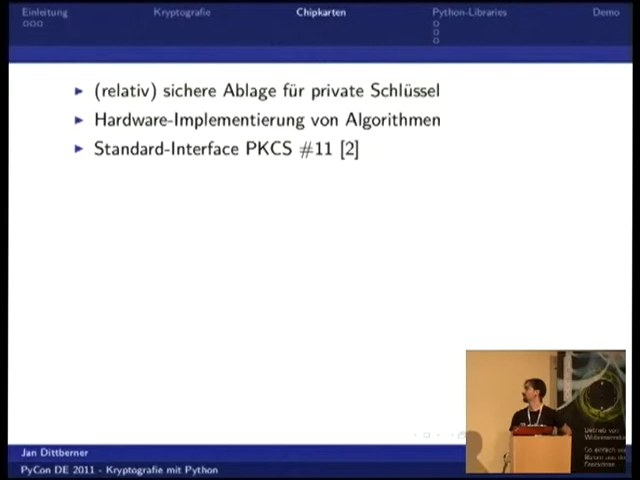 Einleitung Kryptografie Chipkarten Python-Libraries Demo
(relativ) sichere Ablage für private Schlüssel
Hardware-Implementierung von Algorithmen
Standard-Interface PKCS #11 [2]
Jan Dittberner
PyCon DE 2011 - Kryptografie mit Python